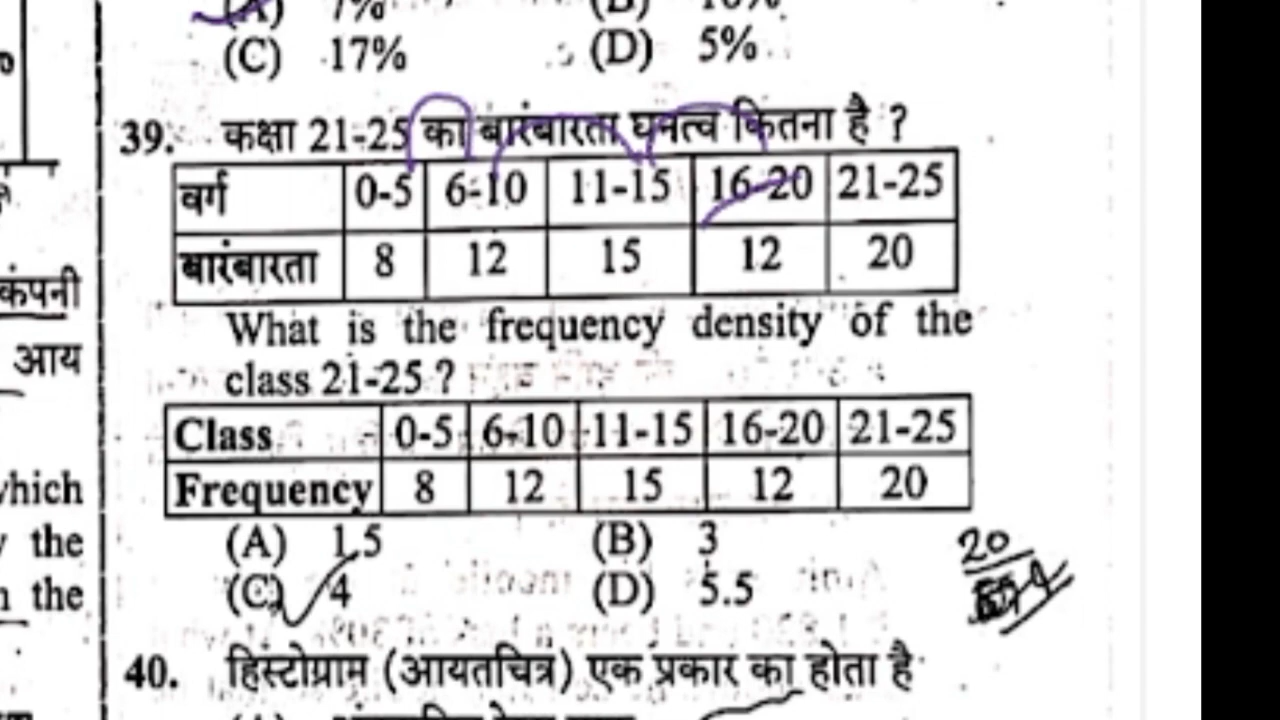 (A) 7% (B) 10%
(C) 17% (D) 5%
39. कक्षा 21-25 का बारंबारता घनत्व कितना है ?
वर्ग 0-5 6-10 11-15 16-20 21-25
बारंबारता 8 12 15 12 20
What is the frequency density of the
class 21-25 ?
Class 0-5 6-10 11-15 16-20 21-25
Frequency 8 12 15 12 20
(A) 1.5 (B) 3
(C) 4 (D) 5.5
20
40. हिस्टोग्राम (आयतचित्र) एक प्रकार का होता है
कंपनी
आय
the
the